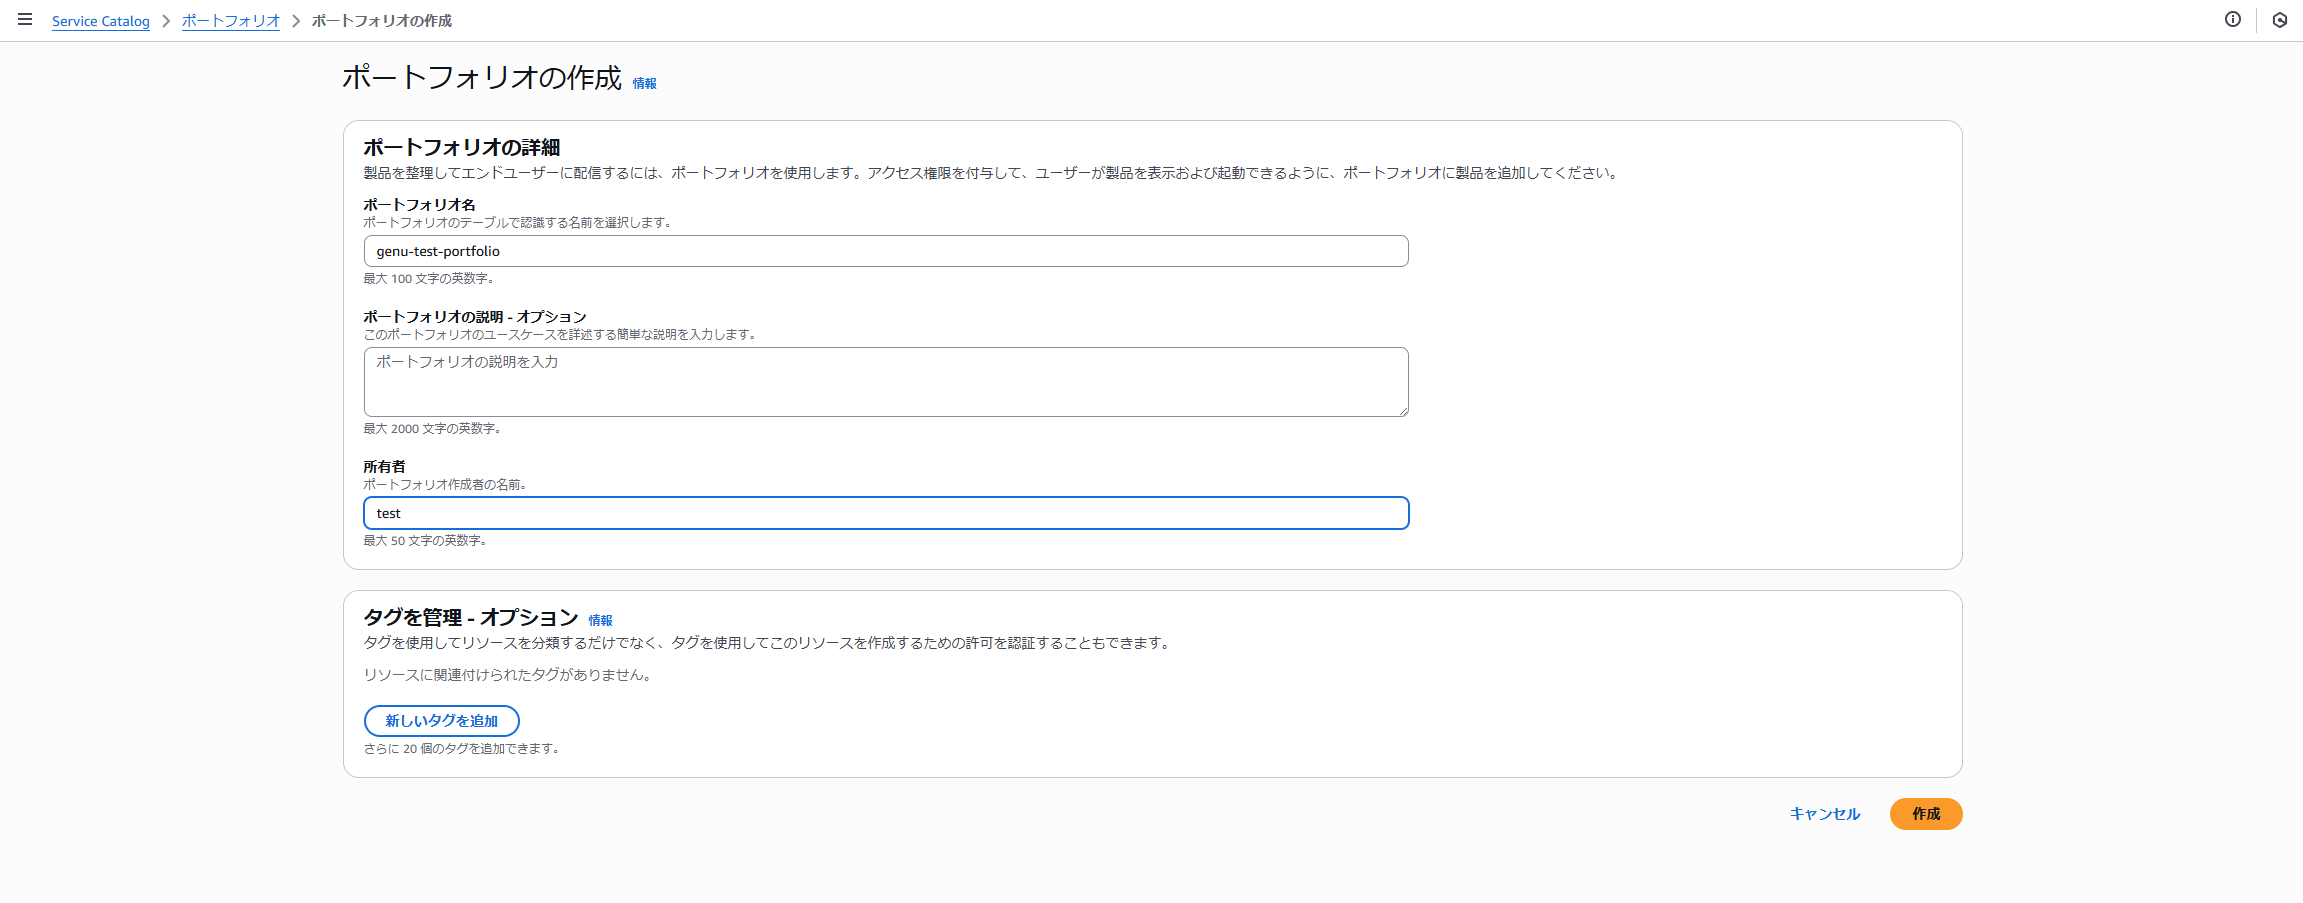 Service Catalog > ポートフォリオ > ポートフォリオの作成
ポートフォリオの作成 情報
ポートフォリオの詳細
製品を整理してエンドユーザーに配信するには、ポートフォリオを使用します。アクセス権限を付与して、ユーザーが製品を表示および起動できるように、ポートフォリオに製品を追加してください。
ポートフォリオ名
ポートフォリオのテーブルで認識する名前を選択します。
genu-test-portfolio
最大 100 文字の英数字。
ポートフォリオの説明 - オプション
このポートフォリオのユースケースを詳述する簡単な説明を入力します。
ポートフォリオの説明を入力
最大 2000 文字の英数字。
所有者
ポートフォリオ作成者の名前。
test
最大 50 文字の英数字。
タグを管理 - オプション 情報
タグを使用してリソースを分類するだけでなく、タグを使用してこのリソースを作成するための許可を認証することもできます。
リソースに関連付けられたタグがありません。
新しいタグを追加
さらに 20 個のタグを追加できます。
キャンセル 作成